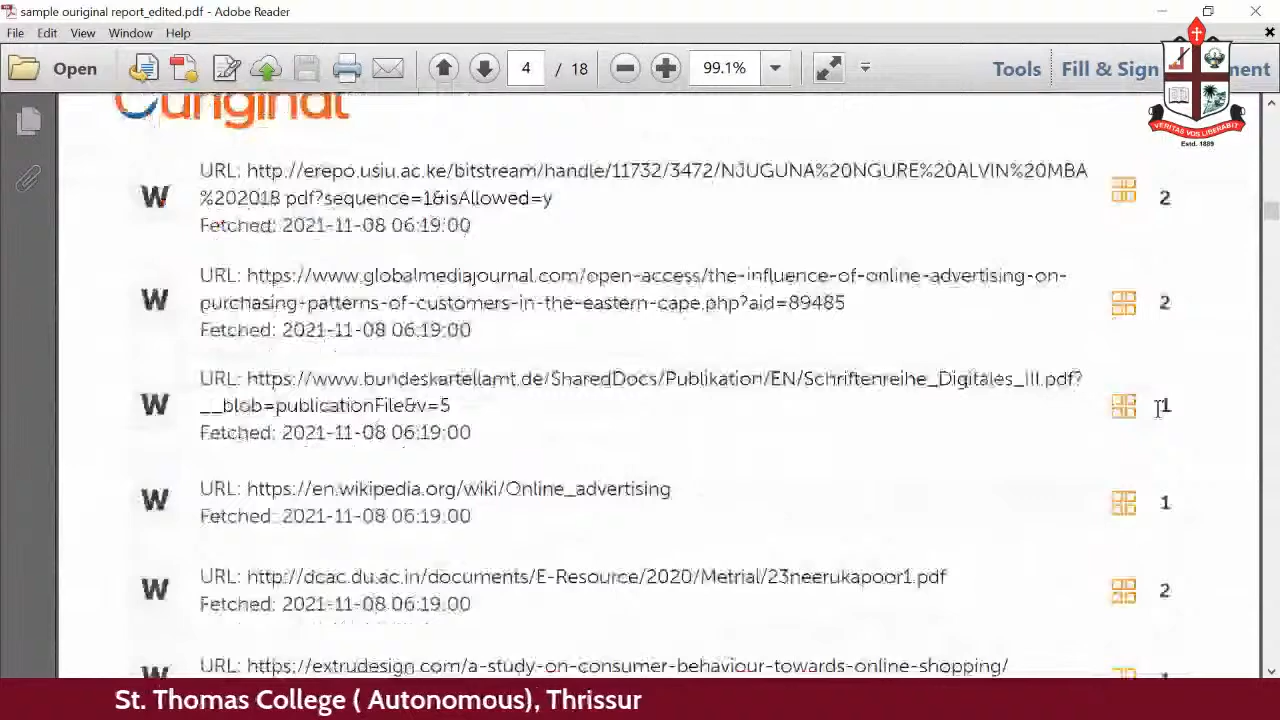 sample ouriginal report_edited.pdf - Adobe Reader
File Edit View Window Help
Open 4 / 18 99.1% Tools Fill & Sign ment
Ouriginal
VERITAS VOS LIBERABIT
Estd. 1889
URL: http://erepo.usiu.ac.ke/bitstream/handle/11732/3472/NJUGUNA%20NGURE%20ALVIN%20MBA
%202018 pdf?sequence=1&isAllowed=y
W 2
Fetched: 2021-11-08 06:19:00
URL: https://www.globalmediajournal.com/open-access/the-influence-of-online-advertising-on-
W purchasing-patterns-of-customers-in-the-eastern-cape.php?aid=89485 2
Fetched: 2021-11-08 06:19:00
URL: https://www.bundeskartellamt.de/SharedDocs/Publikation/EN/Schriftenreihe_Digitales_III.pdf?
W __blob=publicationFile&v=5 1
Fetched: 2021-11-08 06:19:00
URL: https://en.wikipedia.org/wiki/Online_advertising
W 1
Fetched: 2021-11-08 06:19:00
URL: http://dcac.du.ac.in/documents/E-Resource/2020/Metrial/23neerukapoor1.pdf
W 2
Fetched: 2021-11-08 06:19:00
URL: https://extrudesign.com/a-study-on-consumer-behaviour-towards-online-shopping/
W
St. Thomas College ( Autonomous), Thrissur